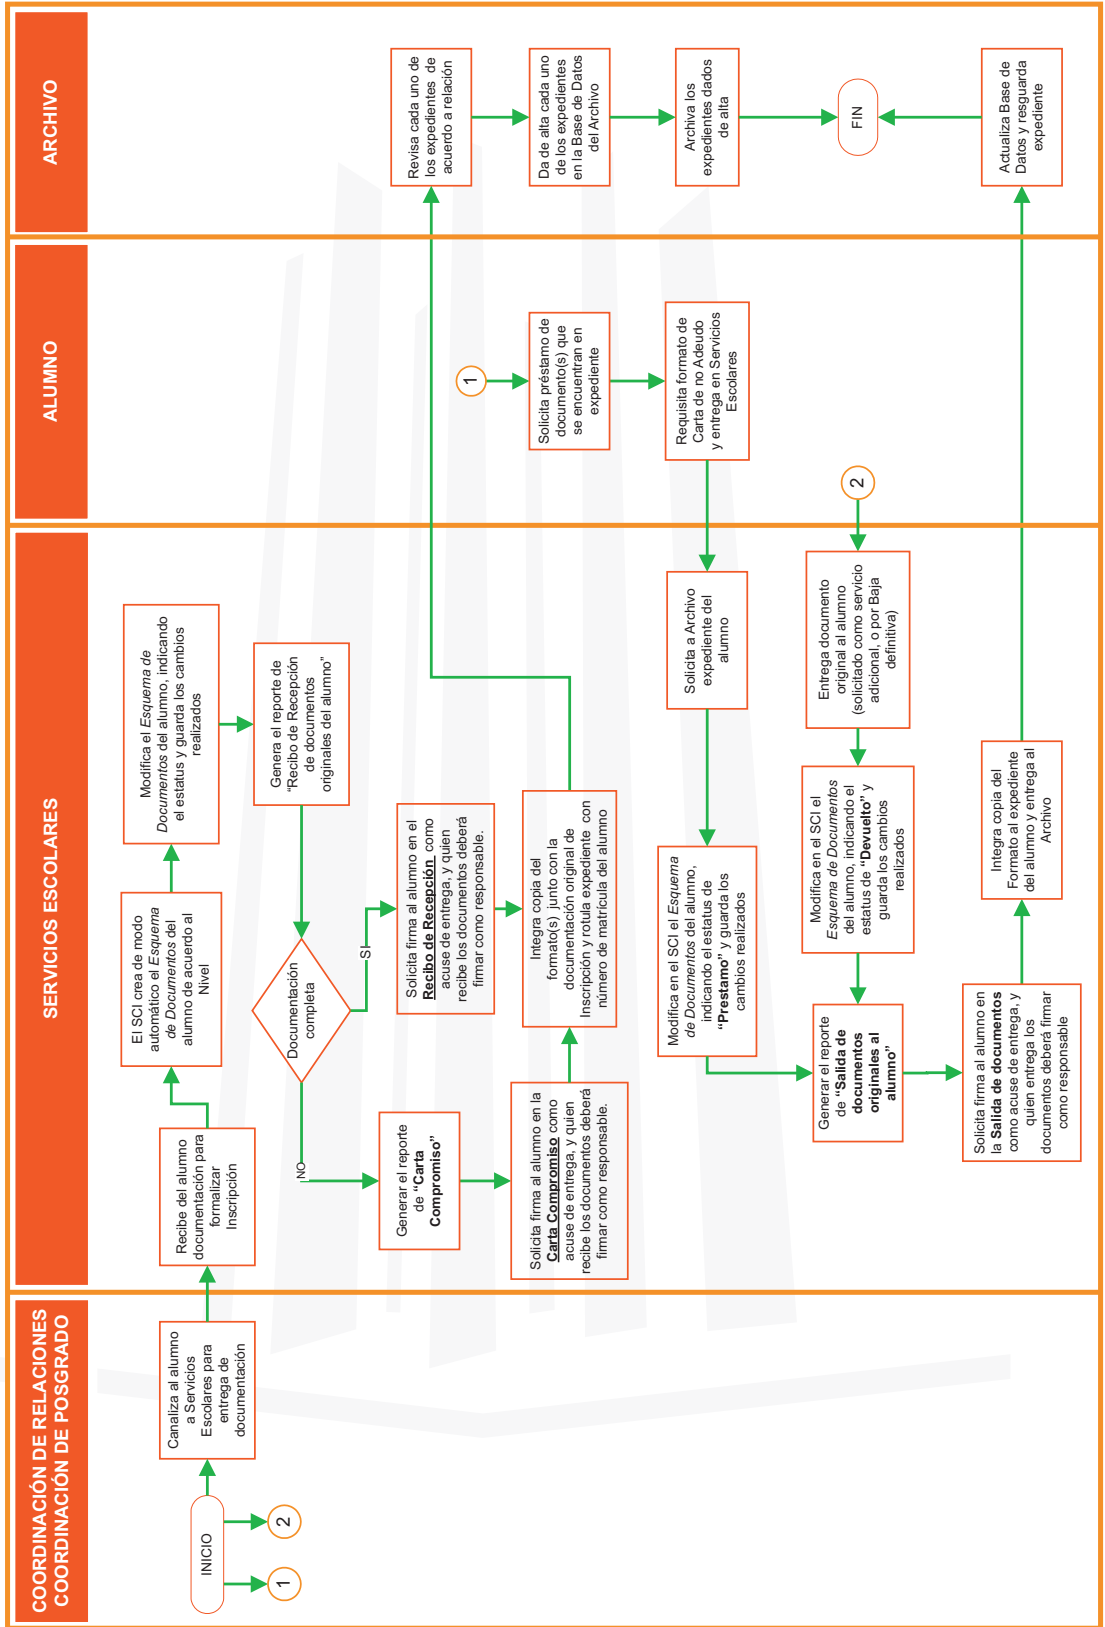 COORDINACIÓN DE RELACIONES
COORDINACIÓN DE POSGRADO
SERVICIOS ESCOLARES
ALUMNO
ARCHIVO
INICIO
1
2
Canaliza al alumno
a Servicios
Escolares para
entrega de
documentación
Recibe del alumno
documentación para
formalizar
Inscripción
El SCI crea de modo
automático el Esquema
de Documentos del
alumno de acuerdo al
Nivel
Modifica el Esquema de
Documentos del alumno, indicando
el estatus y guarda los cambios
realizados
Genera el reporte de
“Recibo de Recepción
de documentos
originales del alumno”
Documentación
completa
NO
SI
Generar el reporte
de “Carta
Compromiso”
Solicita firma al alumno en el
Recibo de Recepción como
acuse de entrega, y quien
recibe los documentos deberá
firmar como responsable.
Solicita firma al alumno en la
Carta Compromiso como
acuse de entrega, y quien
recibe los documentos deberá
firmar como responsable.
Integra copia del
formato(s) junto con la
documentación original de
Inscripción y rotula expediente con
número de matrícula del alumno
Revisa cada uno de
los expedientes de
acuerdo a relación
Da de alta cada uno
de los expedientes
en la Base de Datos
del Archivo
Archiva los
expedientes dados
de alta
FIN
1
Solicita préstamo de
documento(s) que
se encuentran en
expediente
Requisita formato de
Carta de no Adeudo
y entrega en Servicios
Escolares
Solicita a Archivo
expediente del
alumno
Modifica en el SCI el Esquema
de Documentos del alumno,
indicando el estatus de
“Prestamo” y guarda los
cambios realizados
2
Entrega documento
original al alumno
(solicitado como servicio
adicional, o por Baja
definitiva)
Modifica en el SCI el
Esquema de Documentos
del alumno, indicando el
estatus de “Devuelto” y
guarda los cambios
realizados
Generar el reporte
de “Salida de
documentos
originales al
alumno”
Solicita firma al alumno en
la Salida de documentos
como acuse de entrega, y
quien entrega los
documentos deberá firmar
como responsable
Integra copia del
Formato al expediente
del alumno y entrega al
Archivo
Actualiza Base de
Datos y resguarda
expediente